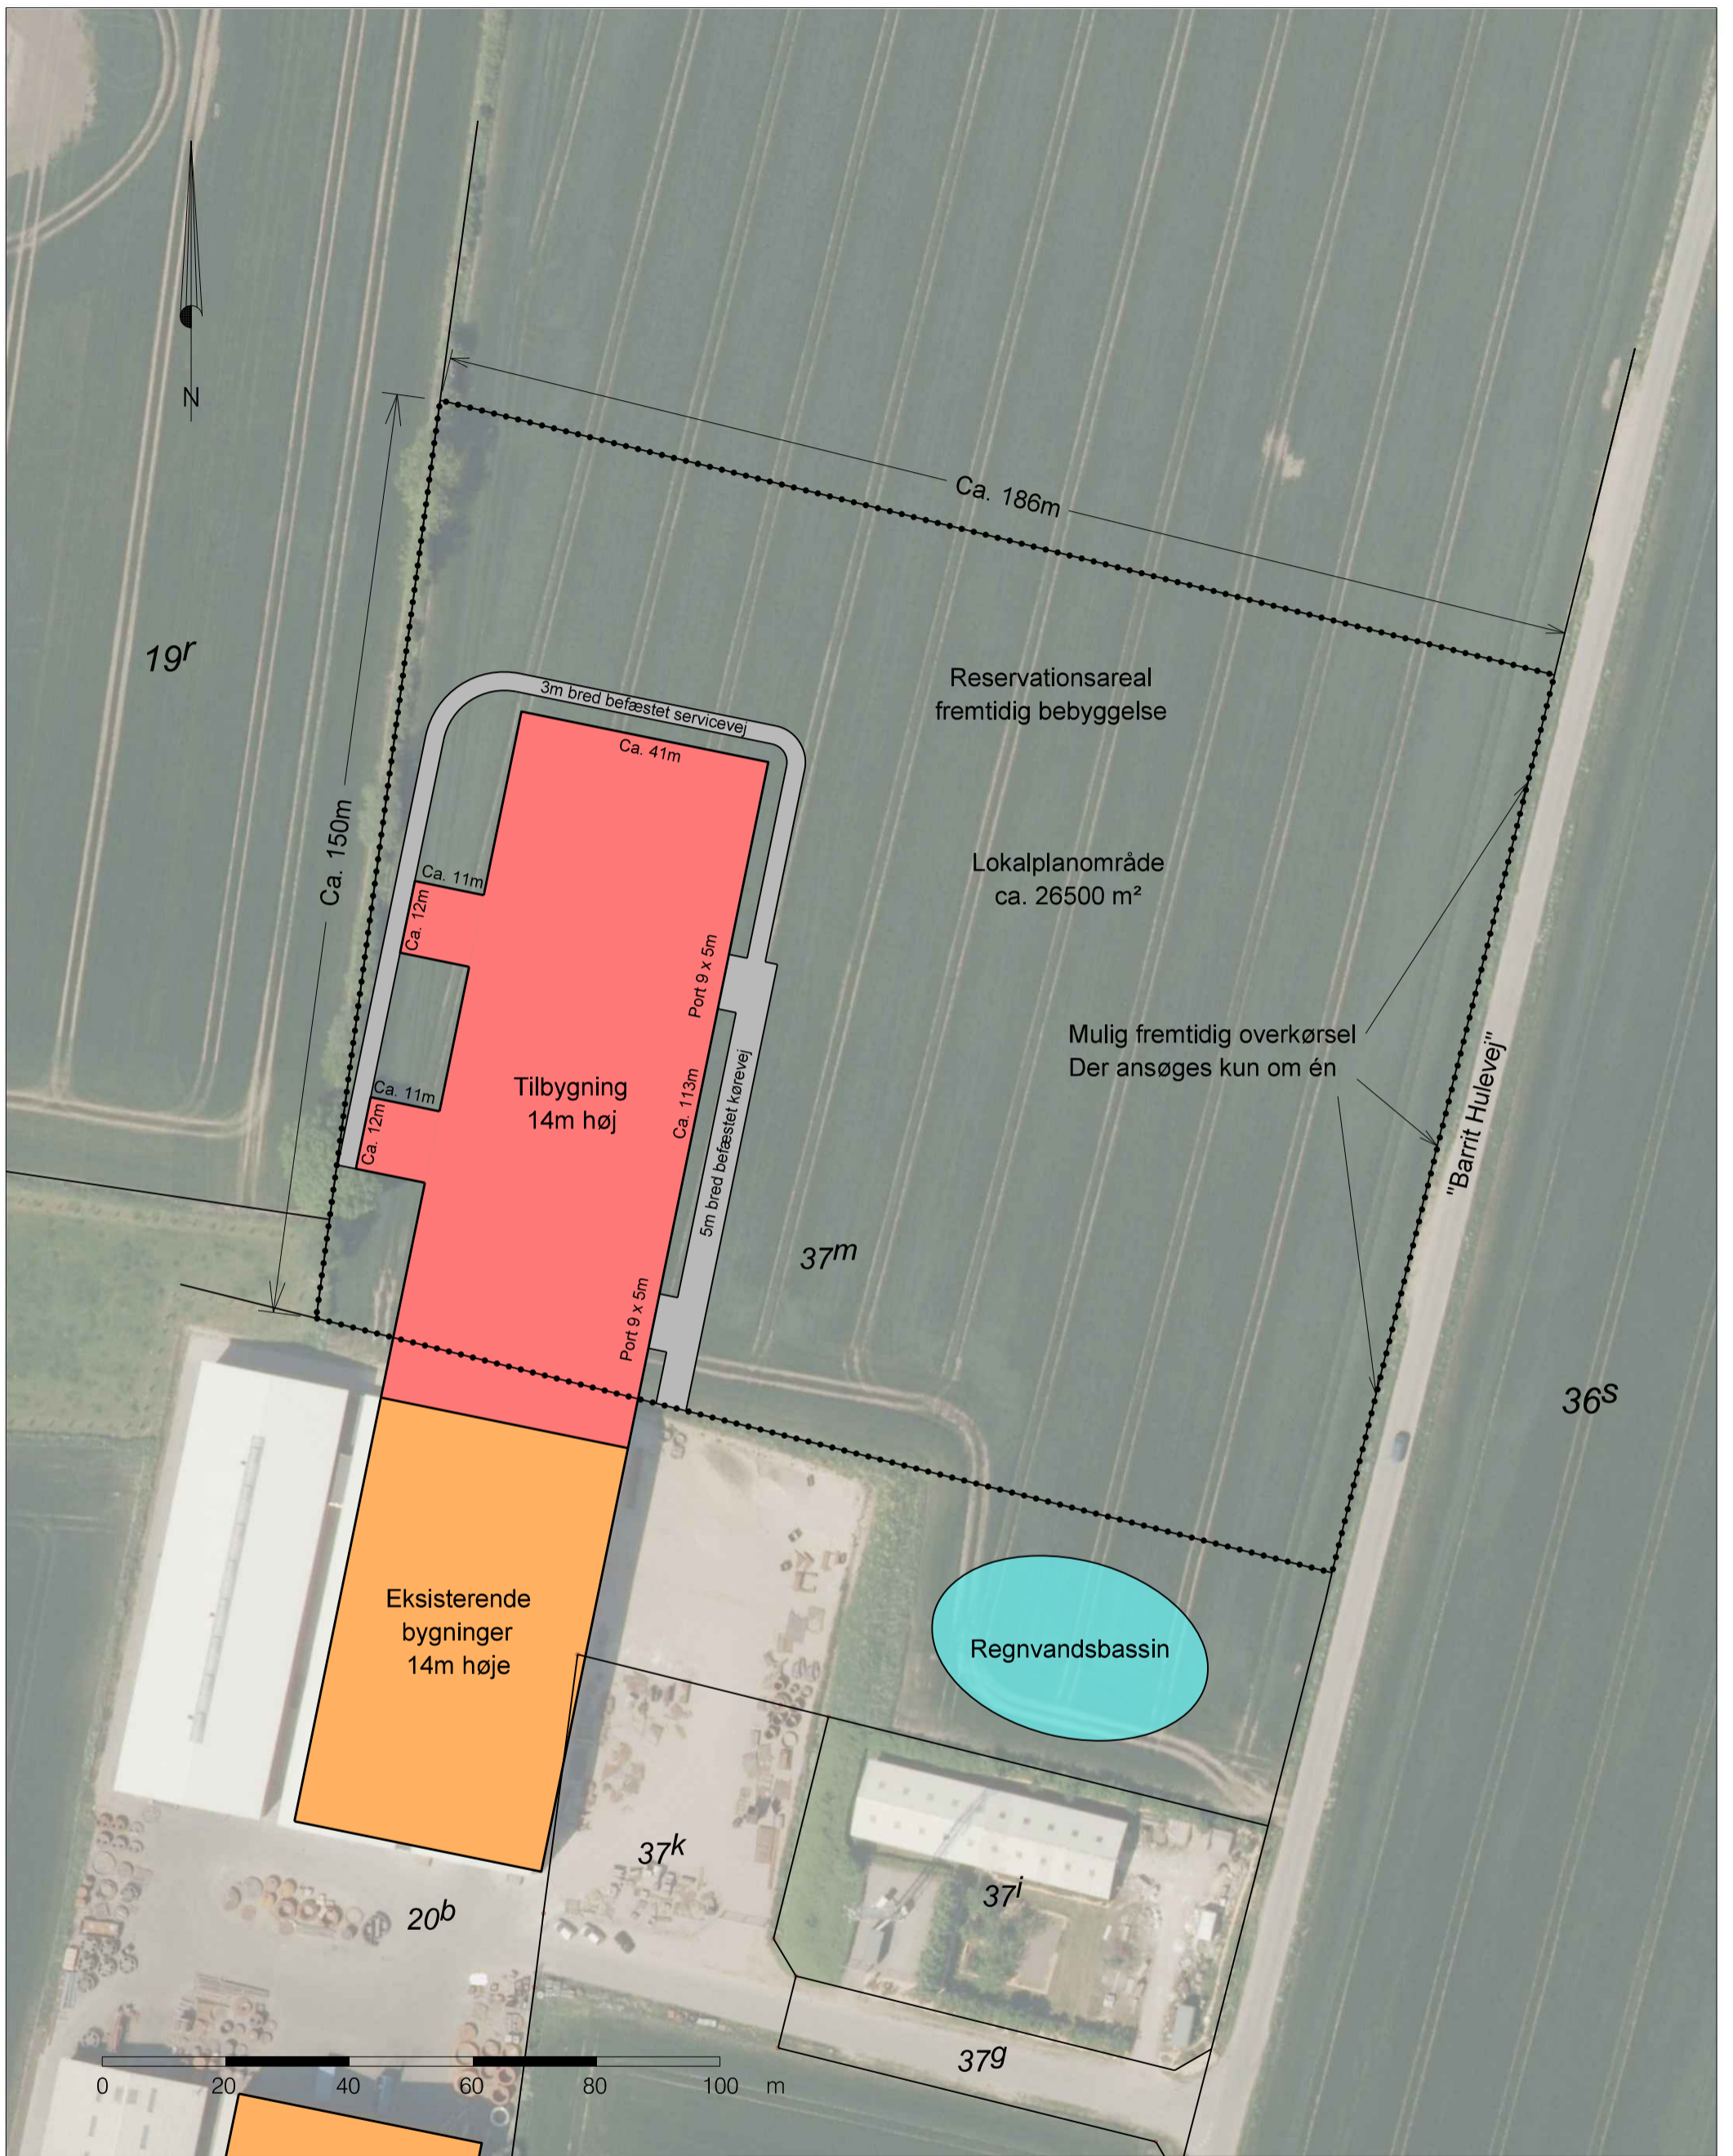 N
Ca. 186m
19r
Reservationsareal
fremtidig bebyggelse
3m bred befæstet servicevej
Ca. 41m
Ca. 150m
Ca. 11m
Ca. 12m
Lokalplanområde
ca. 26500 m²
Port 9 x 5m
Mulig fremtidig overkørsel
Der ansøges kun om én
"Barrit Hulevej"
Ca. 11m
Ca. 12m
Tilbygning
14m høj
Ca. 113m
5m bred befæstet kørevej
37m
Port 9 x 5m
36s
Eksisterende
bygninger
14m høje
Regnvandsbassin
37k
37i
20b
37g
0 20 40 60 80 100 m